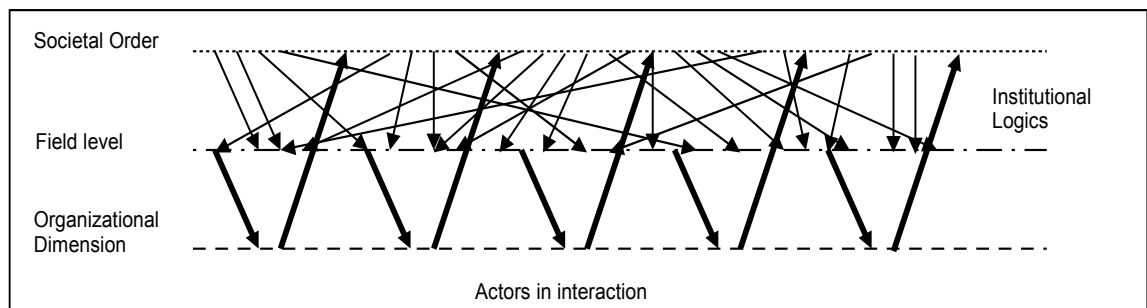 Societal Order
Institutional
Logics
Field level
Organizational
Dimension
Actors in interaction